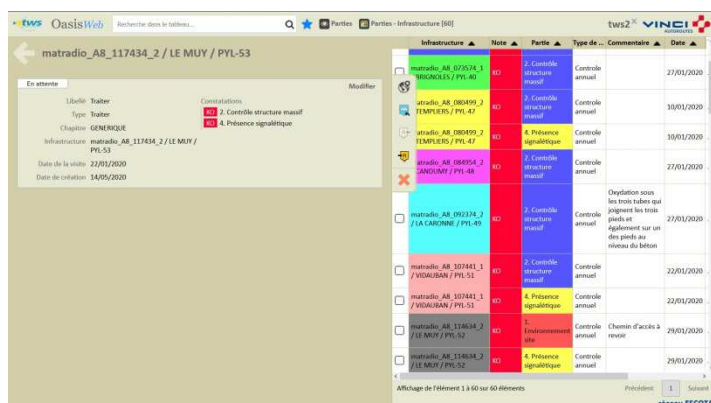 tws OasisWeb Recherche dans le tableau... Parties Parties - Infrastructure [60] tws2 VINCI AUTOROUTES
matradio_A8_117434_2 / LE MUY / PYL-53
En attente
Modifier
Libellé Traiter
Type Traiter
Chapitre GENERIQUE
Infrastructure matradio_A8_117434_2 / LE MUY / PYL-53
Date de la visite 22/01/2020
Date de création 14/05/2020
Constatations
KO 2. Contrôle structure massif
KO 4. Présence signalétique
Infrastructure Note Partie Type de ... Commentaire Date
matradio_A8_073574_1 / BRIGNOLES / PYL-40 KO 2. Contrôle structure massif Controle annuel 27/01/2020
matradio_A8_080499_2 TEMPLIERS / PYL-47 KO 2. Contrôle structure massif Controle annuel 10/01/2020
matradio_A8_080499_2 TEMPLIERS / PYL-47 KO 4. Présence signalétique Controle annuel 10/01/2020
matradio_A8_084954_2 CANDUMY / PYL-48 KO 2. Contrôle structure massif Controle annuel 27/01/2020
matradio_A8_092374_2 / LA CARONNE / PYL-49 KO 2. Contrôle structure massif Controle annuel Oxydation sous les trois tubes qui joignent les trois pieds et également sur un des pieds au niveau du béton 27/01/2020
matradio_A8_107441_1 / VIDAUBAN / PYL-51 KO 2. Contrôle structure massif Controle annuel 22/01/2020
matradio_A8_107441_1 / VIDAUBAN / PYL-51 KO 4. Présence signalétique Controle annuel 22/01/2020
matradio_A8_114634_2 / LE MUY / PYL-52 KO 1. Environnement site Controle annuel Chemin d'accès à revoir 29/01/2020
matradio_A8_114634_2 / LE MUY / PYL-52 KO 4. Présence signalétique Controle annuel 29/01/2020
Affichage de l'élément 1 à 60 sur 60 éléments Précédent 1 Suivant
réseau ESCOTA